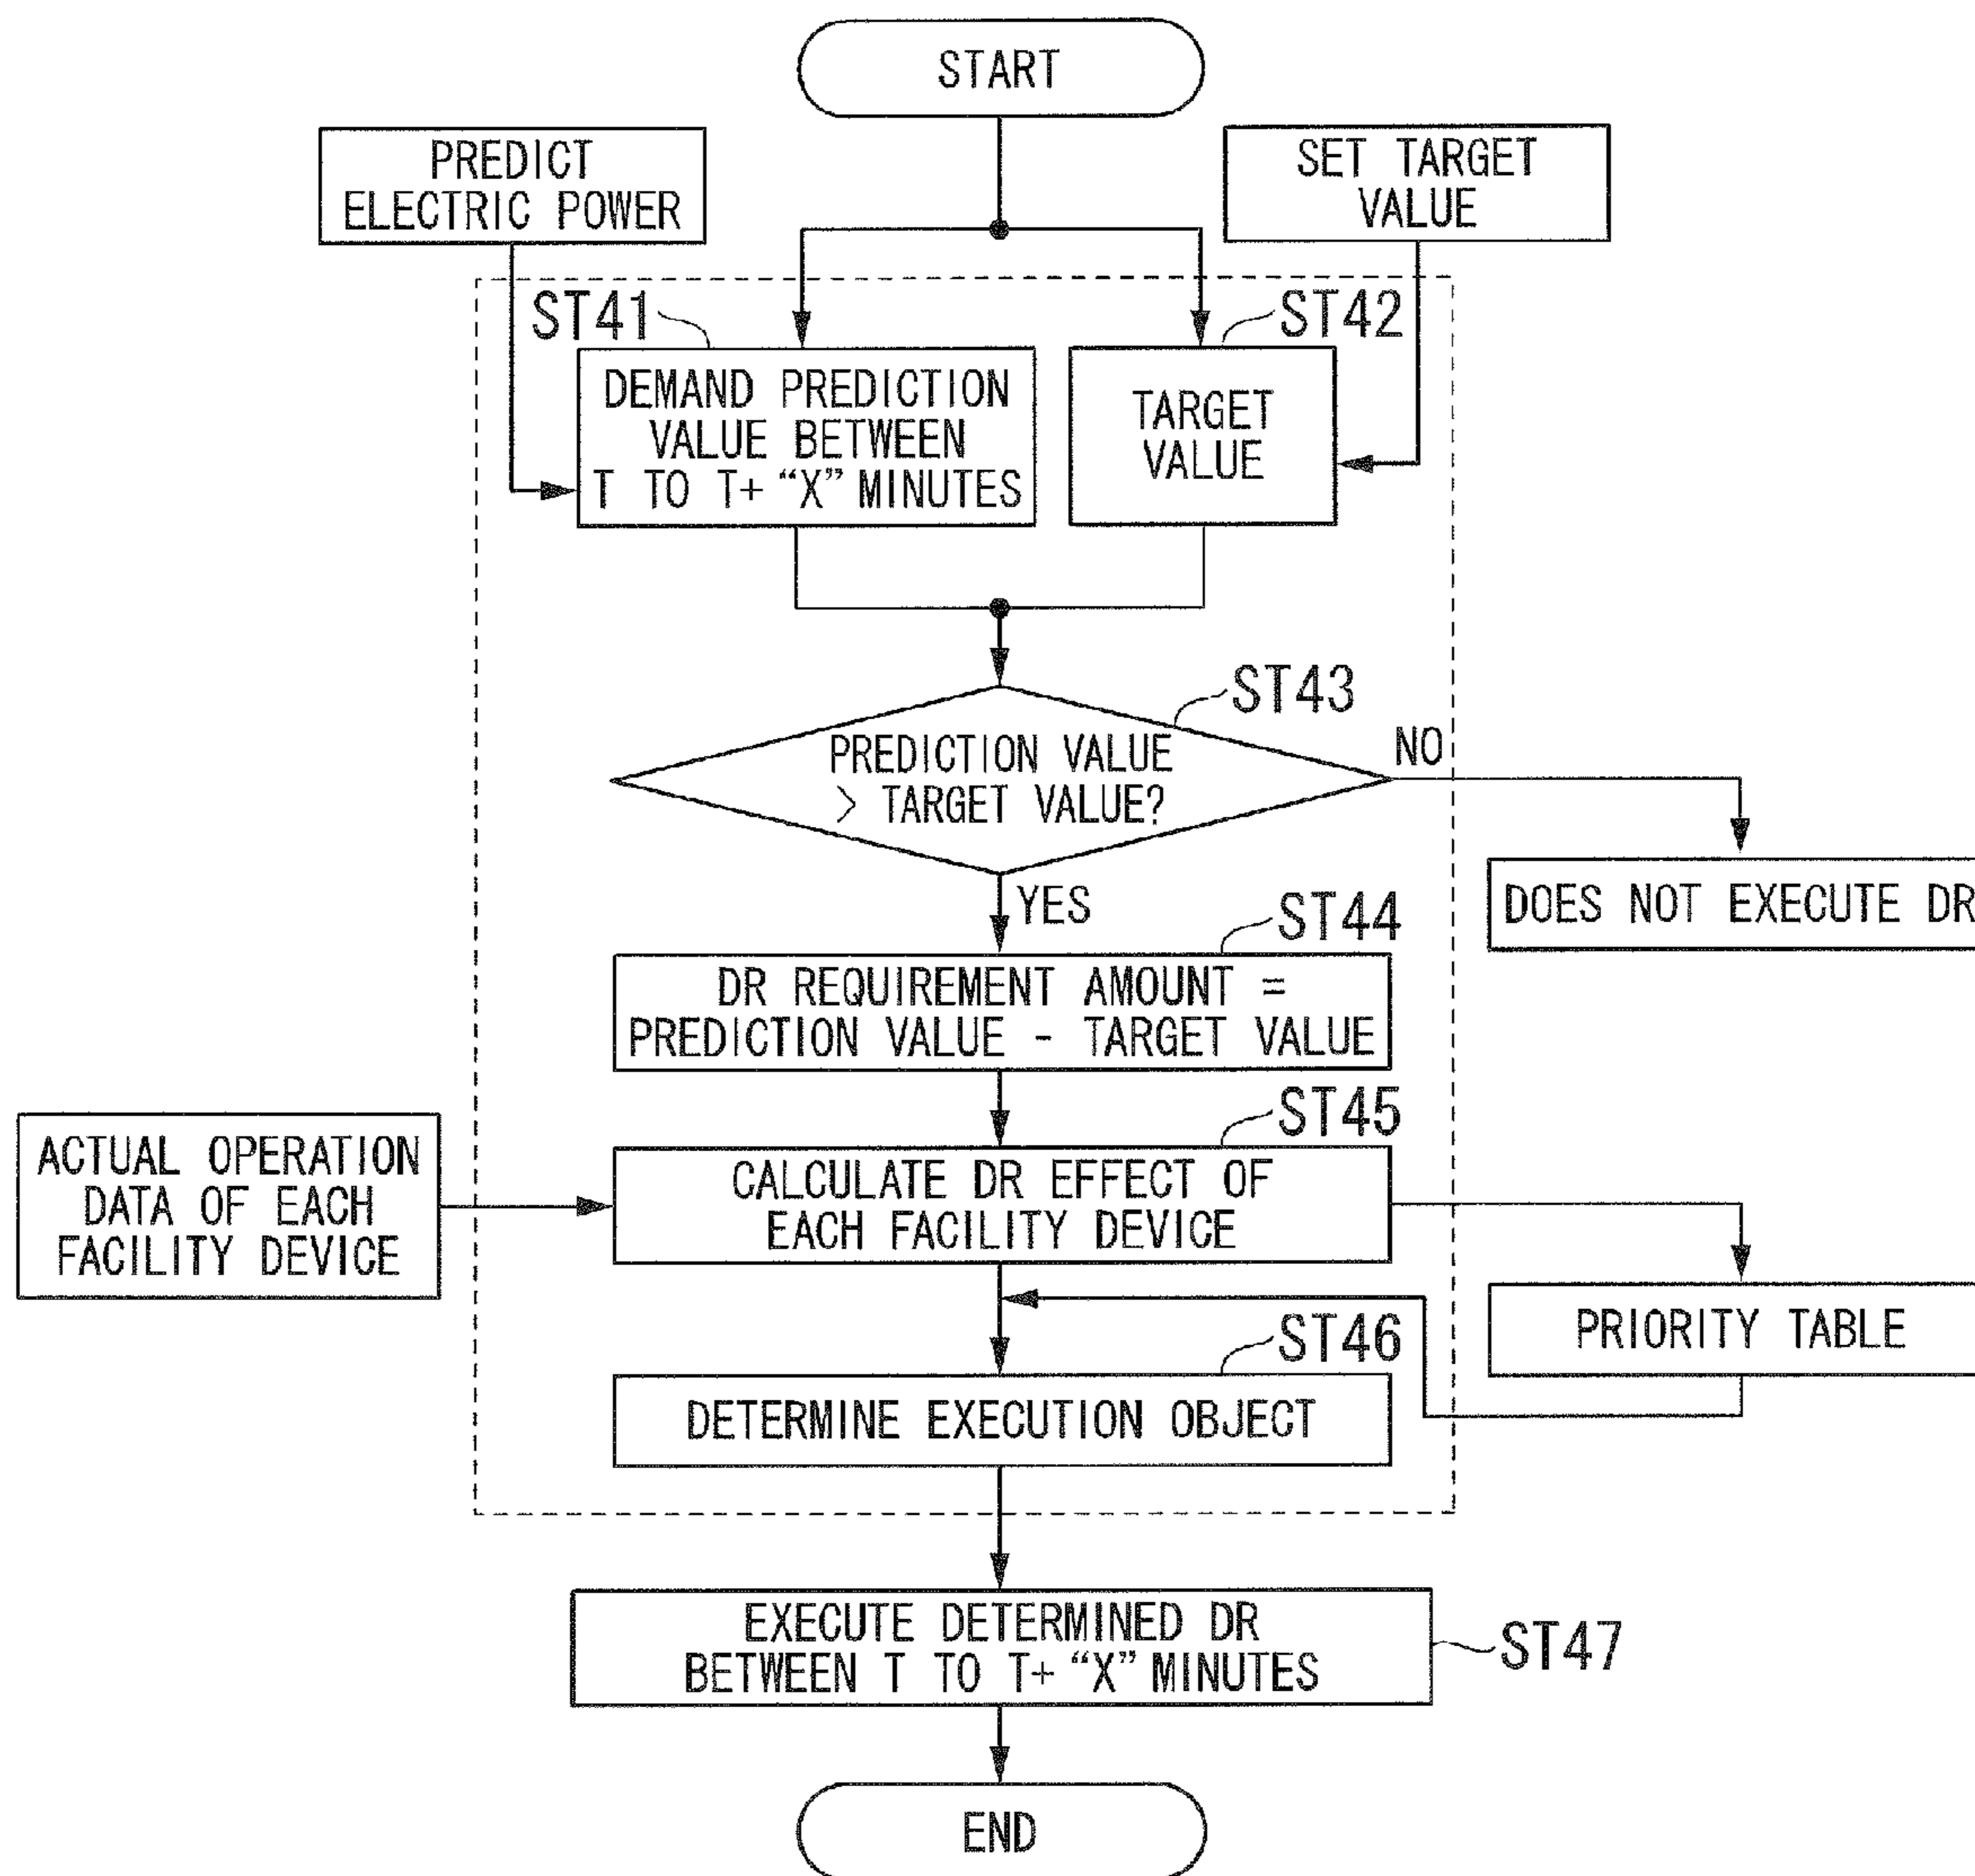 START
PREDICT
ELECTRIC POWER
SET TARGET
VALUE
ST41
ST42
DEMAND PREDICTION
VALUE BETWEEN
T TO T+ “X” MINUTES
TARGET
VALUE
ST43
PREDICTION VALUE
> TARGET VALUE?
NO
YES
DOES NOT EXECUTE DR
ST44
DR REQUIREMENT AMOUNT =
PREDICTION VALUE - TARGET VALUE
ST45
ACTUAL OPERATION
DATA OF EACH
FACILITY DEVICE
CALCULATE DR EFFECT OF
EACH FACILITY DEVICE
PRIORITY TABLE
ST46
DETERMINE EXECUTION OBJECT
EXECUTE DETERMINED DR
BETWEEN T TO T+ “X” MINUTES
ST47
END